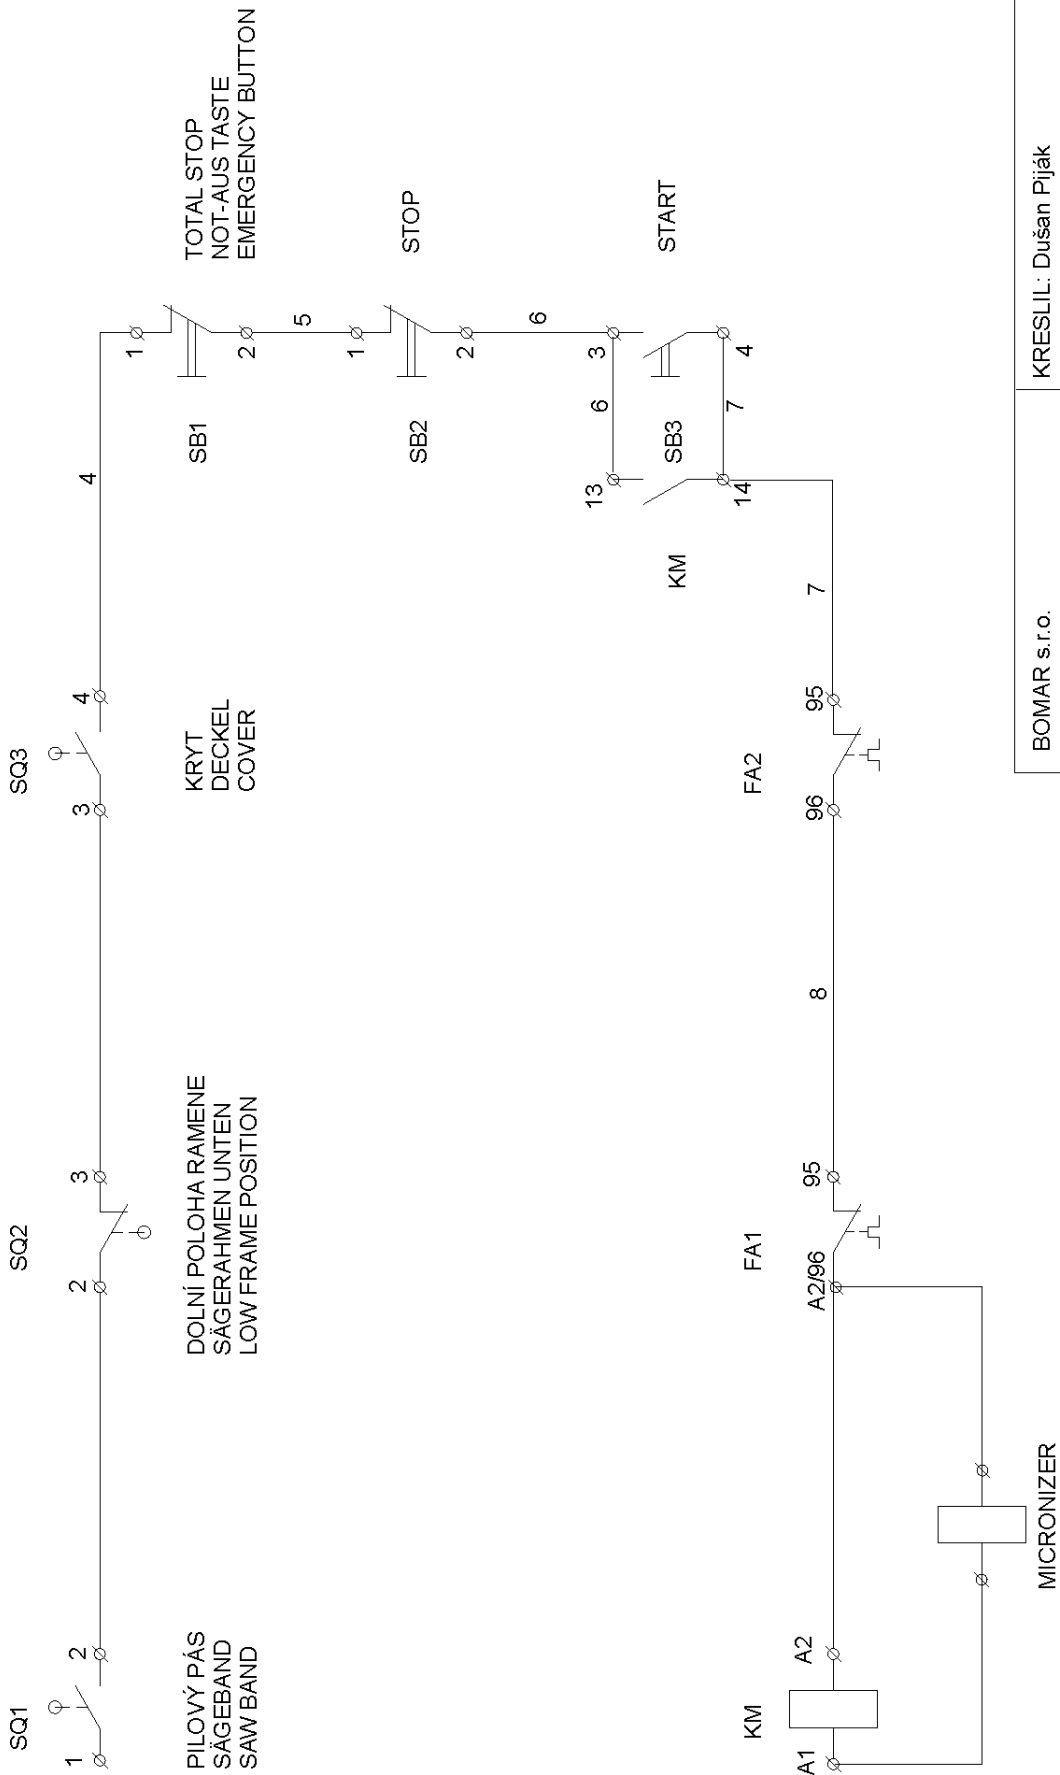 SQ1
1
2
PILOVÝ PÁS
SÄGEBAND
SAW BAND
SQ2
2
3
DOLNÍ POLOHA RAMENE
SÄGERAHMEN UNTEN
LOW FRAME POSITION
SQ3
3
4
KRYT
DECKEL
COVER
4
1
SB1
2
TOTAL STOP
NOT-AUS TASTE
EMERGENCY BUTTON
5
1
SB2
2
STOP
6
3
6
13
SB3
START
KM
7
4
14
7
FA2
95
96
8
FA1
95
A2/96
KM
A1
A2
MICRONIZER
BOMAR s.r.o.
KRESLIL: Dušan Piják